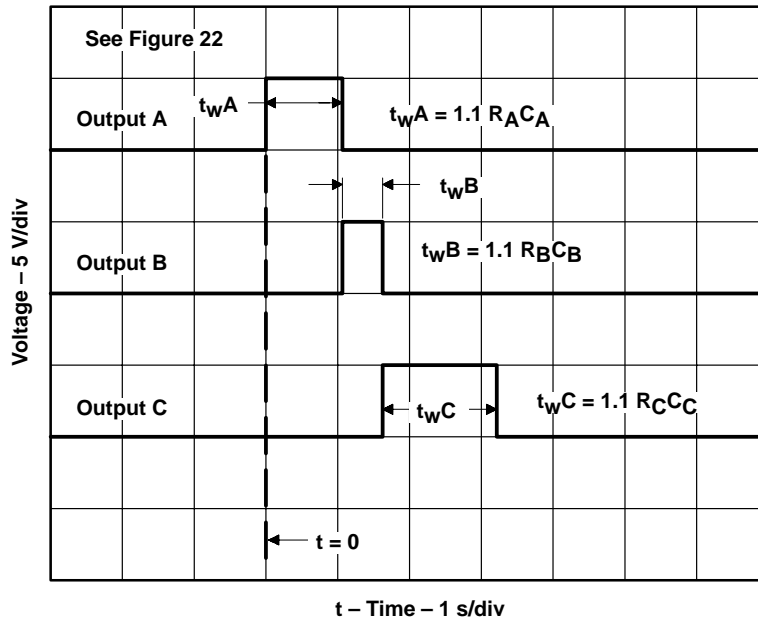 See Figure 22
twA
Output A
twA = 1.1 RACA
twB
Output B
twB = 1.1 RBCB
Output C
twC
twC = 1.1 RCCC
t = 0
Voltage – 5 V/div
t – Time – 1 s/div